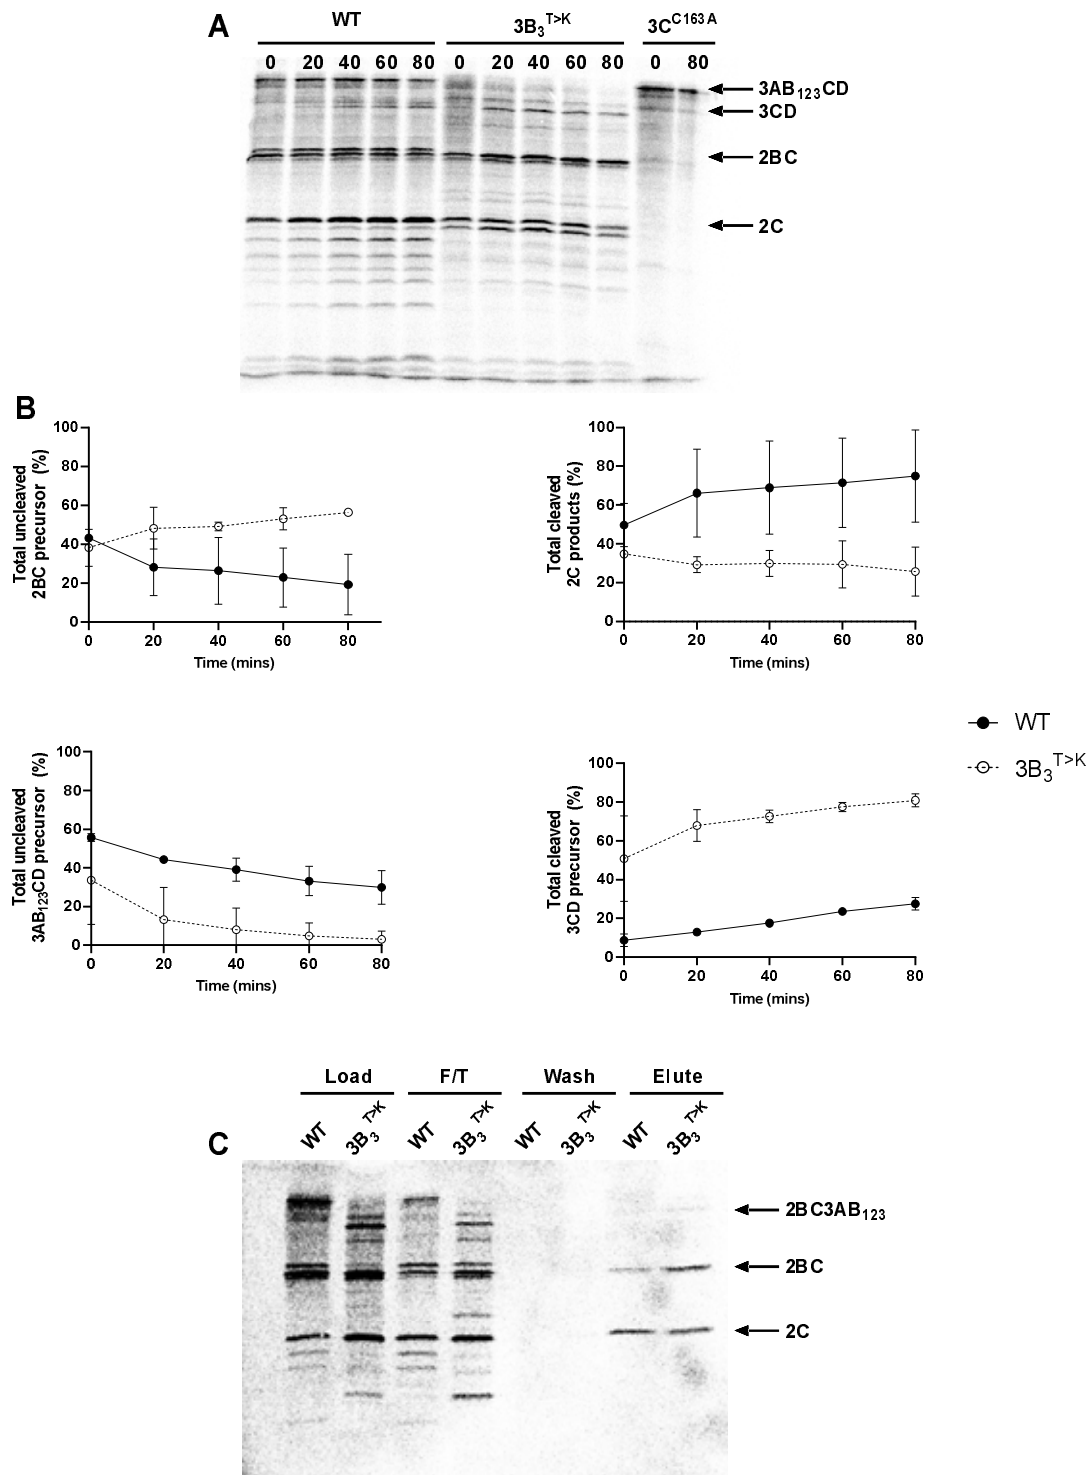 A
WT 3B3T>K 3CC163A
0 20 40 60 80 0 20 40 60 80 0 80
3AB123CD
3CD
2BC
2C
B
Total uncleaved
2BC precursor (%)
100
80
60
40
20
0
0 20 40 60 80
Time (mins)
Total cleaved
2C products (%)
100
80
60
40
20
0
0 20 40 60 80
Time (mins)
Total uncleaved
3AB123CD precursor (%)
100
80
60
40
20
0
0 20 40 60 80
Time (mins)
Total cleaved
3CD precursor (%)
100
80
60
40
20
0
0 20 40 60 80
Time (mins)
WT
3B3T>K
C
Load F/T Wash Elute
WT 3B3T>K WT 3B3T>K WT 3B3T>K WT 3B3T>K
2BC3AB123
2BC
2C